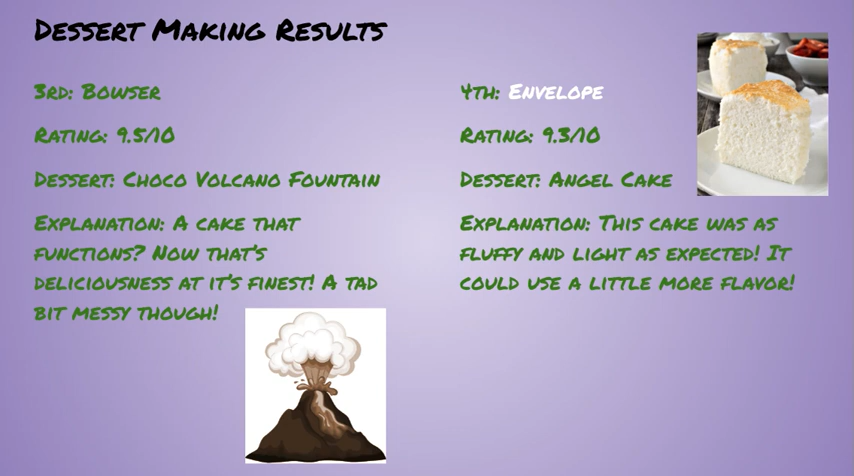 Dessert Making Results
3rd: Bowser
Rating: 9.5/10
Dessert: Choco Volcano Fountain
Explanation: A cake that
functions? Now that's
deliciousness at it's finest! A tad
bit messy though!
4th: Envelope
Rating: 9.3/10
Dessert: Angel Cake
Explanation: This cake was as
fluffy and light as expected! It
could use a little more flavor!